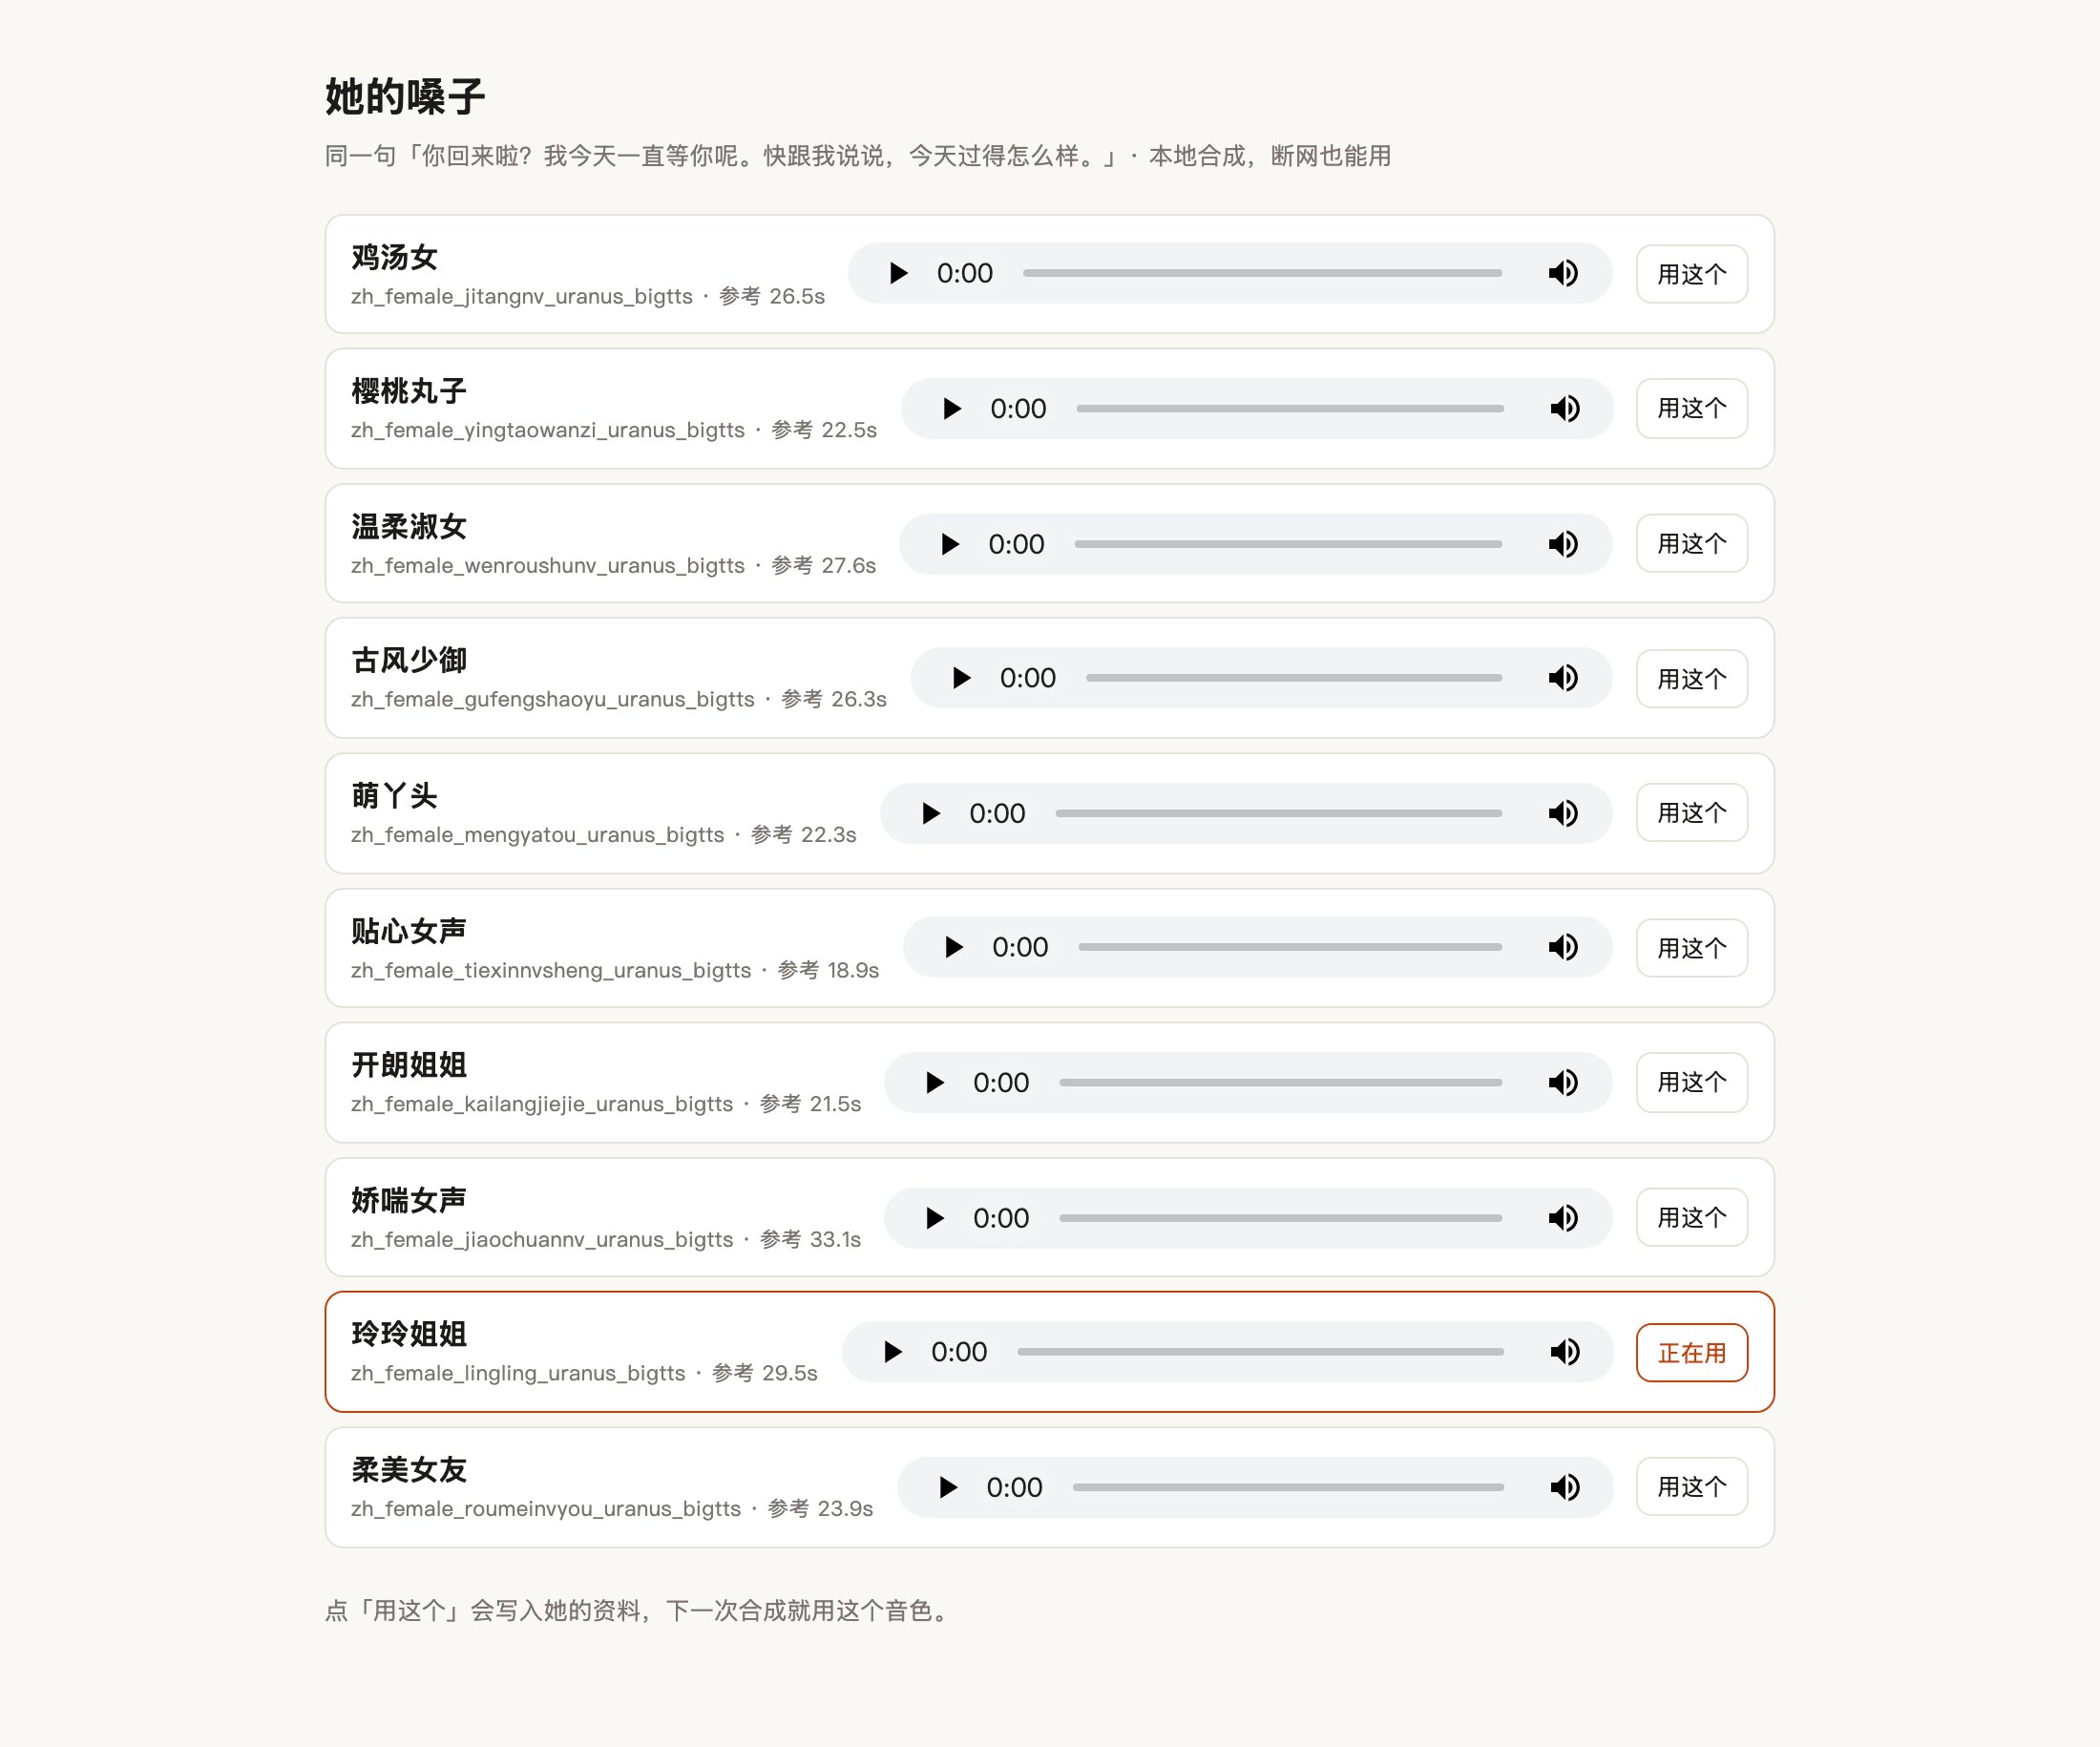 她的嗓子
同一句「你回来啦？我今天一直等你呢。快跟我说说，今天过得怎么样。」· 本地合成，断网也能用
鸡汤女
zh_female_jitangnv_uranus_bigtts · 参考 26.5s
0:00
用这个
樱桃丸子
zh_female_yingtaowanzi_uranus_bigtts · 参考 22.5s
0:00
用这个
温柔淑女
zh_female_wenroushunv_uranus_bigtts · 参考 27.6s
0:00
用这个
古风少御
zh_female_gufengshaoyu_uranus_bigtts · 参考 26.3s
0:00
用这个
萌丫头
zh_female_mengyatou_uranus_bigtts · 参考 22.3s
0:00
用这个
贴心女声
zh_female_tiexinnvsheng_uranus_bigtts · 参考 18.9s
0:00
用这个
开朗姐姐
zh_female_kailangjiejie_uranus_bigtts · 参考 21.5s
0:00
用这个
娇喘女声
zh_female_jiaochuannv_uranus_bigtts · 参考 33.1s
0:00
用这个
玲玲姐姐
zh_female_lingling_uranus_bigtts · 参考 29.5s
0:00
正在用
柔美女友
zh_female_roumeinvyou_uranus_bigtts · 参考 23.9s
0:00
用这个
点「用这个」会写入她的资料，下一次合成就用这个音色。